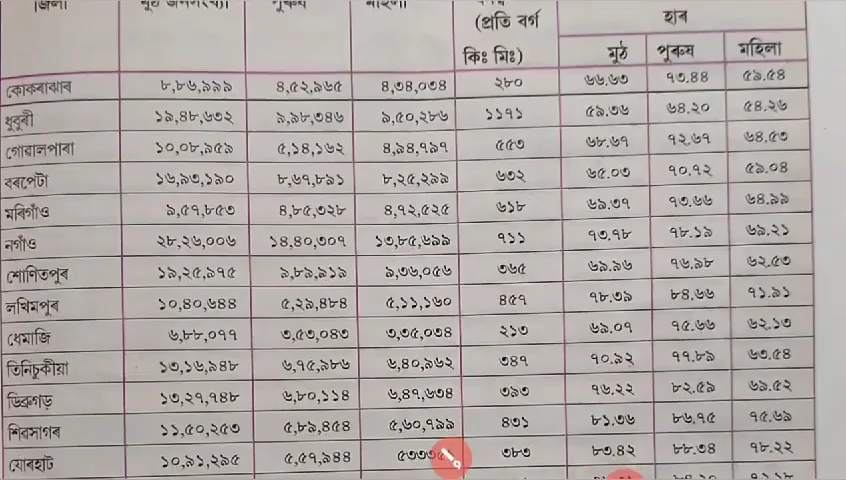 জিলা
(প্ৰতি বৰ্গ কিঃ মিঃ) হাৰ
মুঠ পুৰুষ মহিলা
কোকৰাঝাৰ ৮,৮৬,৯৯৯ ৪,৫২,৯৬৫ ৪,৩৪,০৩৪ ২৮০ ৬৬.৬৩ ৭৩.৪৪ ৫৯.৫৪
ধুবুৰী ১৯,৪৮,৬৩২ ৯,৯৮,৩৪৬ ৯,৫০,২৮৬ ১১৭১ ৫৯.৩৬ ৬৪.২০ ৫৪.২৬
গোৱালপাৰা ১০,০৮,৯৫৯ ৫,১৪,১৬২ ৪,৯৪,৭৯৭ ৫৫৩ ৬৮.৬৭ ৭২.৬৭ ৬৪.৫৩
বৰপেটা ১৬,৯৩,১৯০ ৮,৬৭,৮৯১ ৮,২৫,২৯৯ ৬৩২ ৬৫.০৩ ৭০.৭২ ৫৯.০৪
মৰিগাঁও ৯,৫৭,৮৫৩ ৪,৮৫,৩২৮ ৪,৭২,৫২৫ ৬১৮ ৬৯.৩৭ ৭৩.৬৬ ৬৪.৯৯
নগাঁও ২৮,২৬,০০৬ ১৪,৪০,৩০৭ ১৩,৮৫,৬৯৯ ৭১১ ৭৩.৭৮ ৭৮.১৯ ৬৯.২১
শোণিতপুৰ ১৯,২৫,৯৭৫ ৯,৮৯,৯১৯ ৯,৩৬,০৫৬ ৩৬৫ ৬৯.৯৬ ৭৬.৯৮ ৬২.৫৩
লখিমপুৰ ১০,৪০,৬৪৪ ৫,২৯,৪৮৪ ৫,১১,১৬০ ৪৫৭ ৭৮.৩৯ ৮৪.৬৬ ৭১.৯১
ধেমাজি ৬,৮৮,০৭৭ ৩,৫৩,০৪৩ ৩,৩৫,০৩৪ ২১৩ ৬৯.০৭ ৭৫.৬৬ ৬২.১৩
তিনিচুকীয়া ১৩,১৬,৯৪৮ ৬,৭৫,৯৮৬ ৬,৪০,৯৬২ ৩৪৭ ৭০.৯২ ৭৭.৮৯ ৬৩.৫৪
ডিব্ৰুগড় ১৩,২৭,৭৪৮ ৬,৮০,১১৪ ৬,৪৭,৬৩৪ ৩৯৩ ৭৬.২২ ৮২.৫৯ ৬৯.৫২
শিৱসাগৰ ১১,৫০,২৫৩ ৫,৮৯,৪৫৪ ৫,৬০,৭৯৯ ৪৩১ ৮১.৩৬ ৮৬.৭৫ ৭৫.৬৯
যোৰহাট ১০,৯১,২৯৫ ৫,৫৭,৯৪৪ ৩৮৩ ৮৩.৪২ ৮৮.৩৪ ৭৮.২২